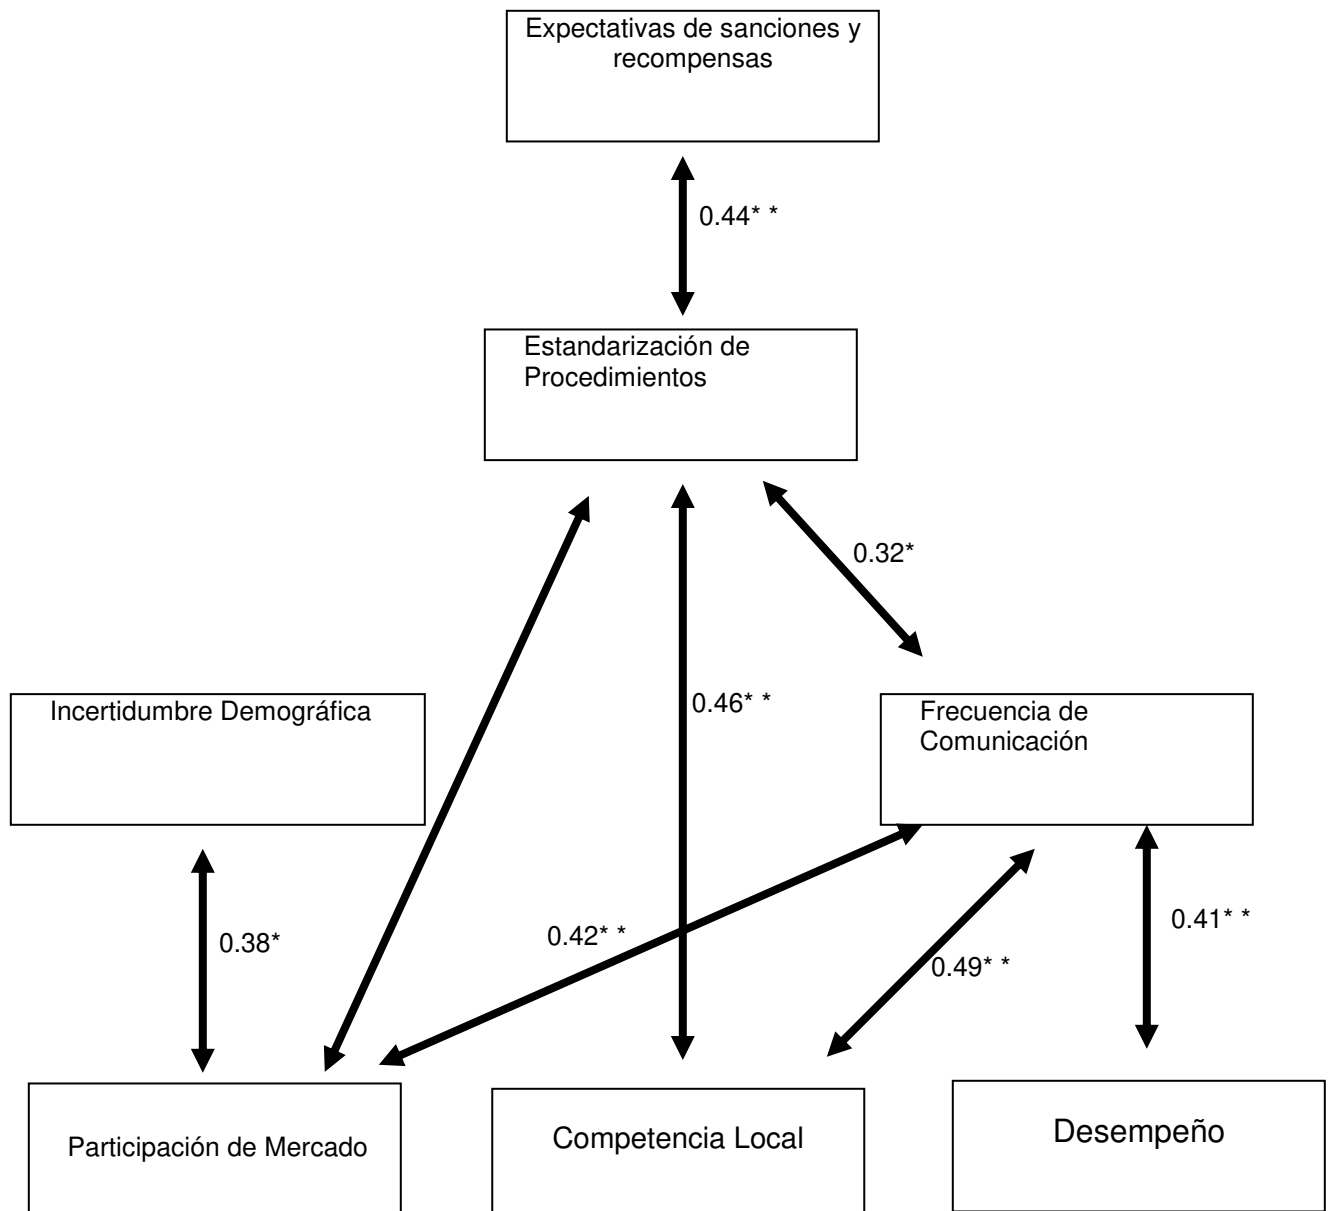 Expectativas de sanciones y
recompensas
0.44* *
Estandarización de
Procedimientos
0.32*
Incertidumbre Demográfica
0.46* *
Frecuencia de
Comunicación
0.38*
0.42* *
0.49* *
0.41* *
Participación de Mercado
Competencia Local
Desempeño